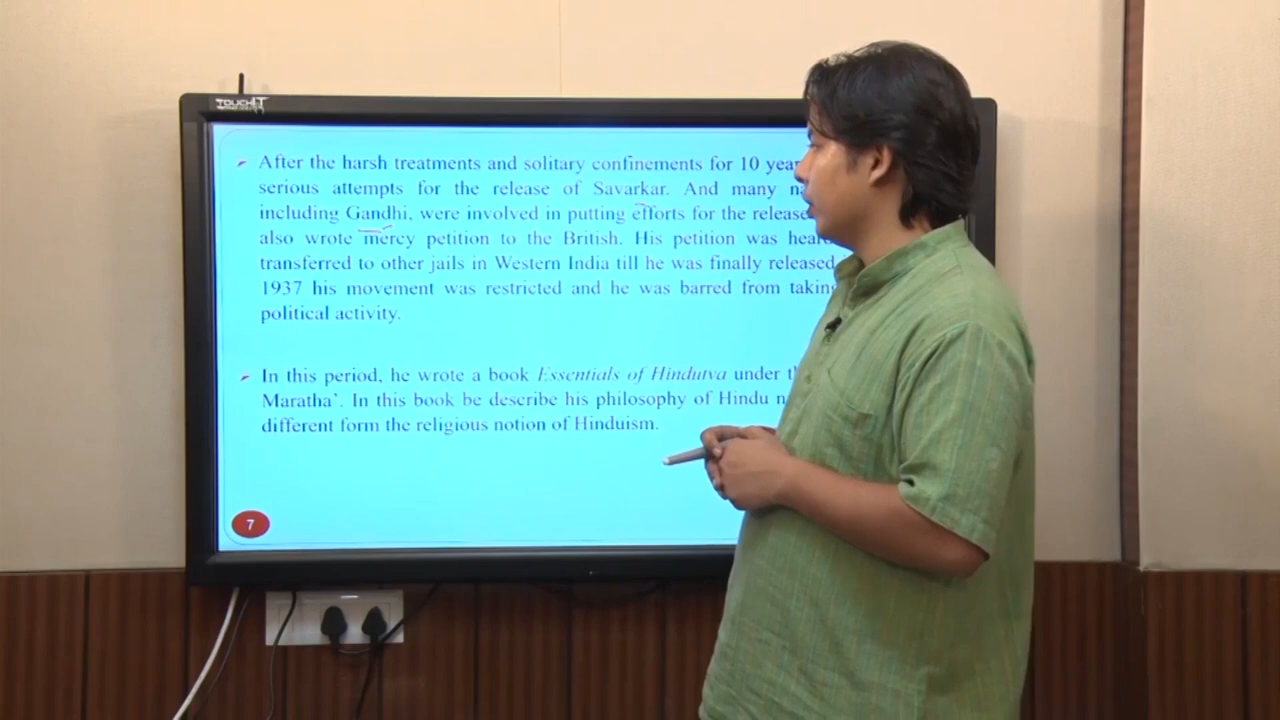 TOUCHIT
After the harsh treatments and solitary confinements for 10
serious attempts for the release of Savarkar. And many
including Gandhi, were involved in putting efforts for the release
also wrote mercy petition to the British. His petition was
transferred to other jails in Western India till he was finally released
1937 his movement was restricted and he was barred from
political activity.
In this period, he wrote a book Essentials of Hindutva under
Maratha'. In this book be describe his philosophy of Hindu
different form the religious notion of Hinduism.
7